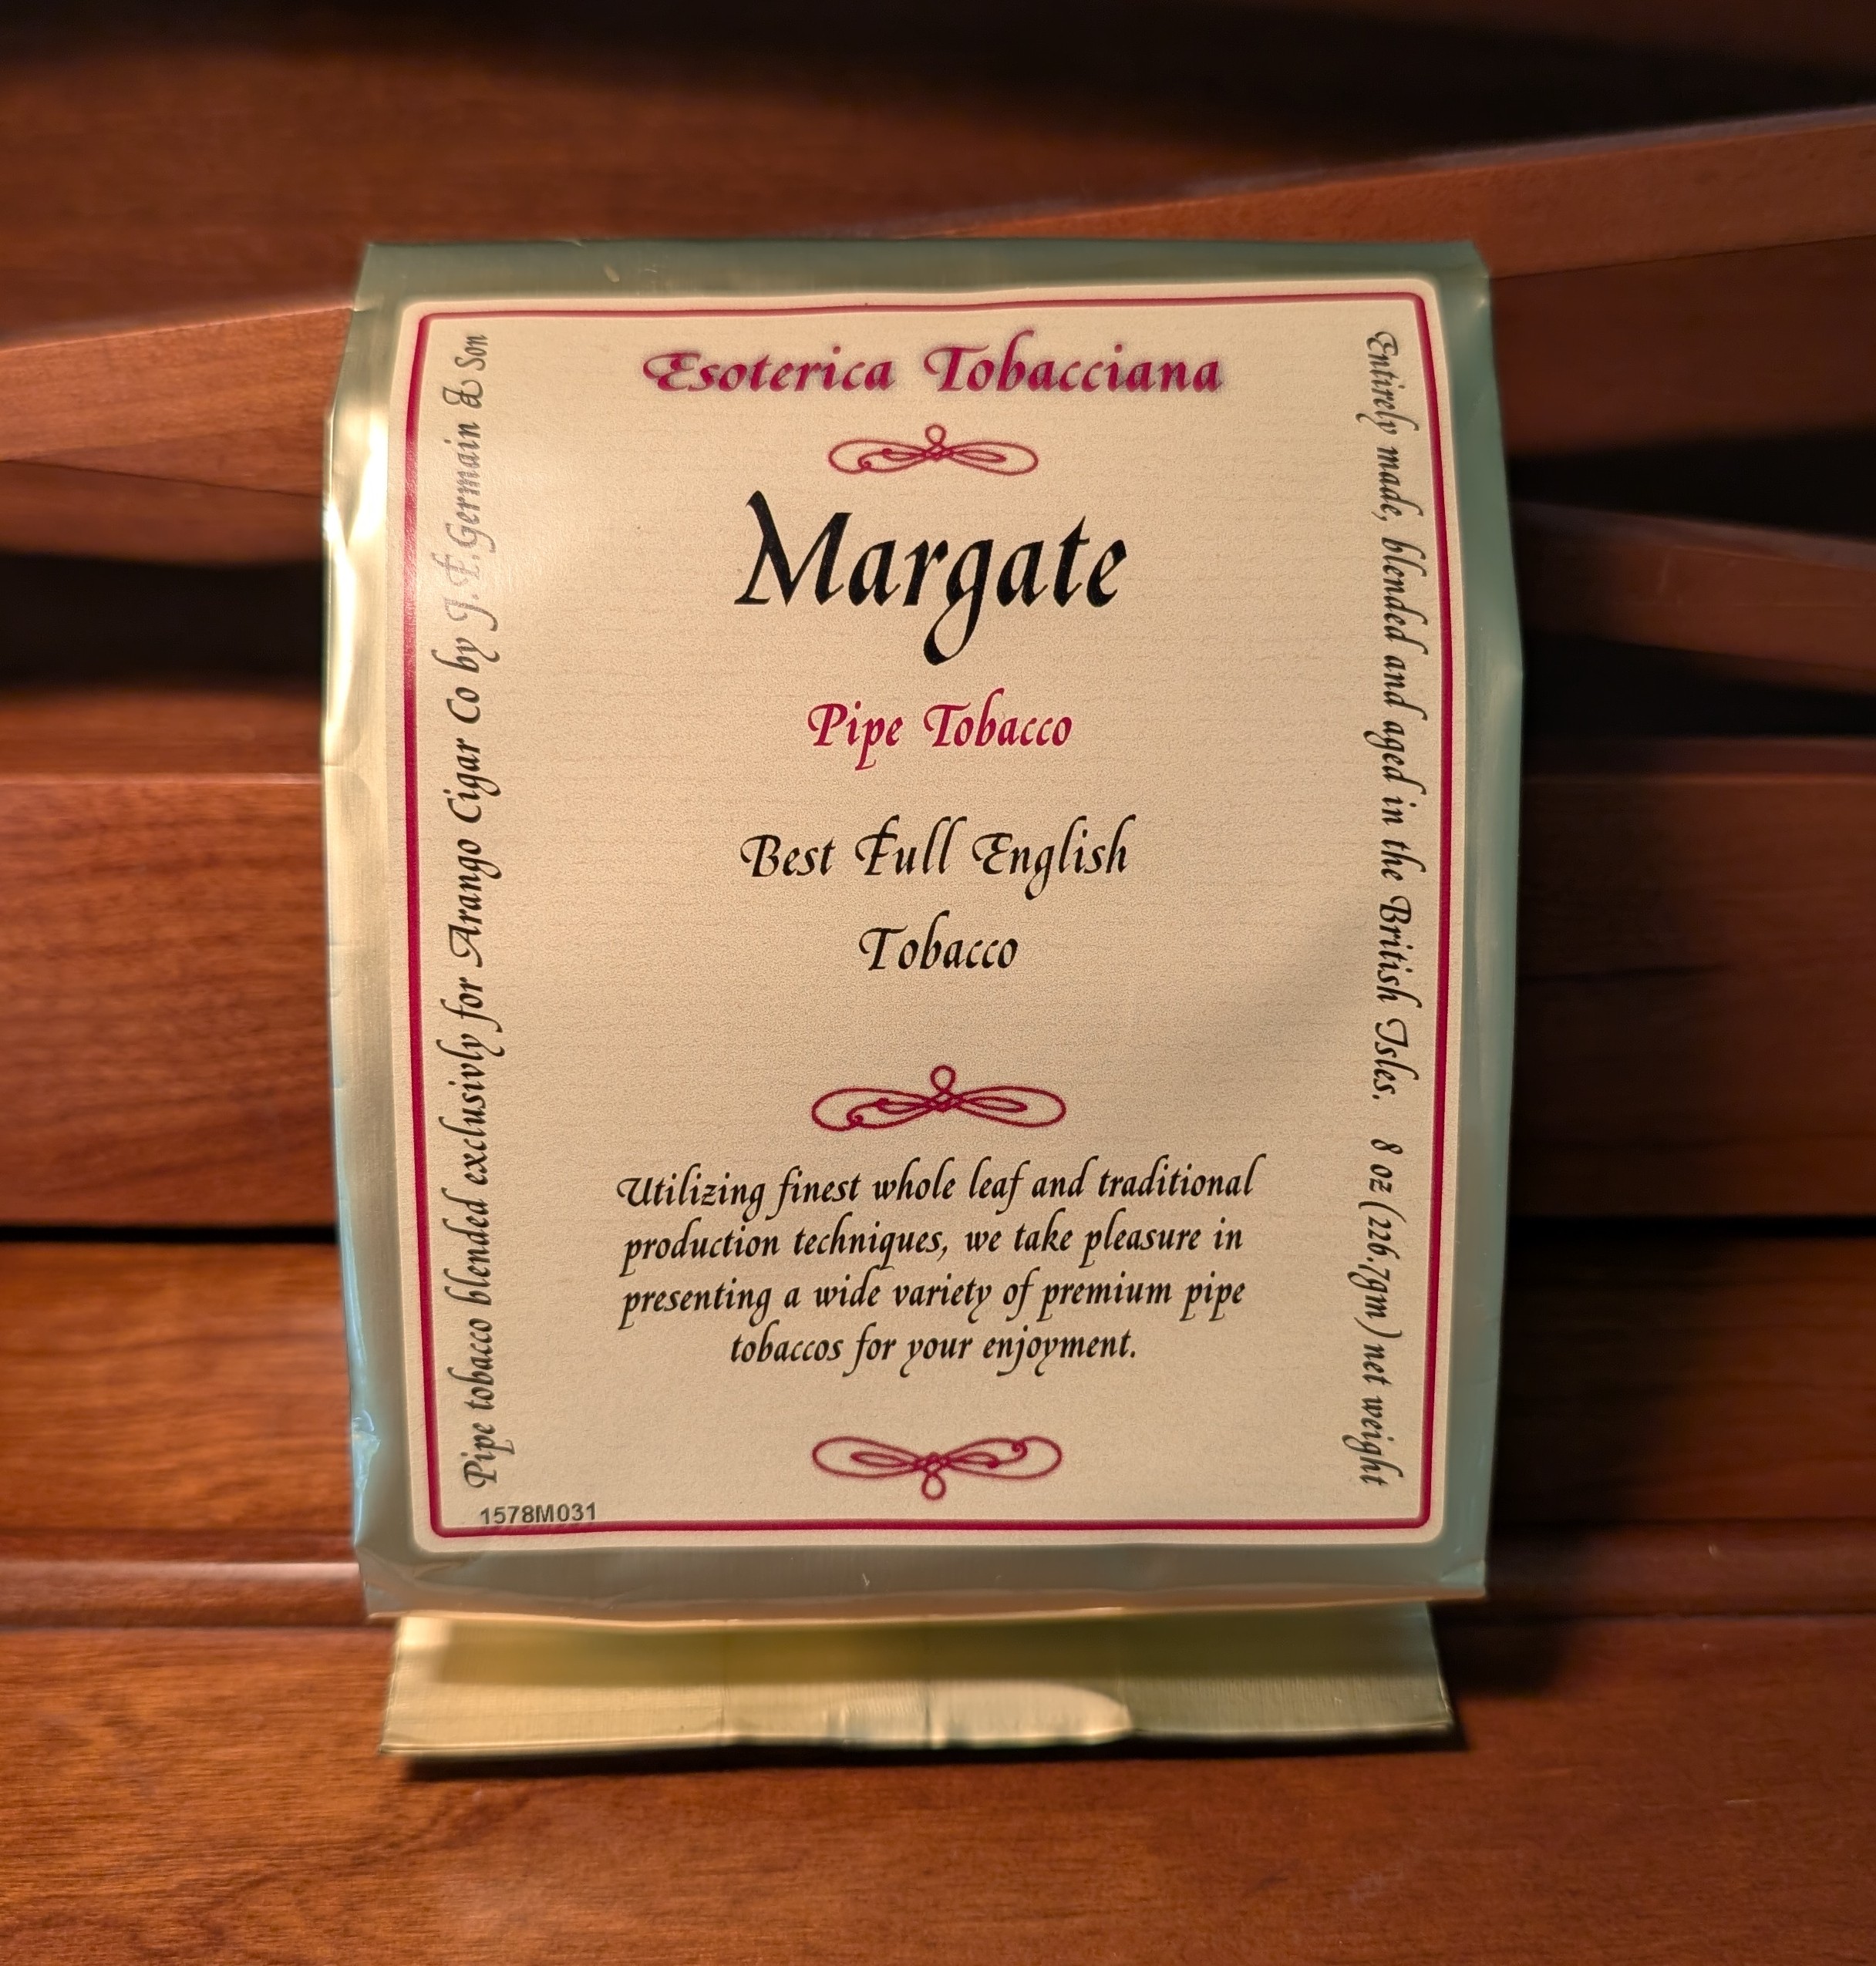 Esoterica Tobacciana
Margate
Pipe Tobacco
Best Full English
Tobacco
Utilizing finest whole leaf and traditional
production techniques, we take pleasure in
presenting a wide variety of premium pipe
tobaccos for your enjoyment.
Pipe tobacco blended exclusivly for Arango Cigar Co by J.F.Germain & Son
Entirely made, blended and aged in the British Isles. 8 oz (226.7gm) net weight
1578M031